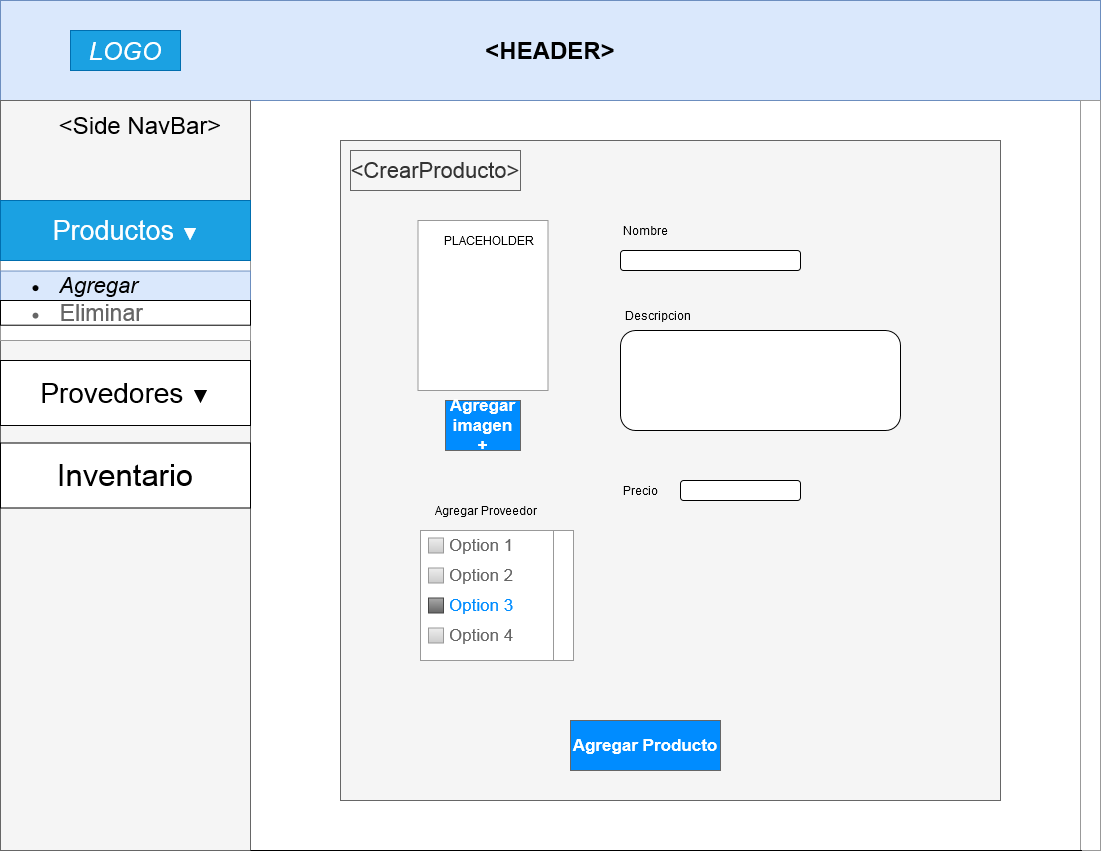 LOGO
<HEADER>
<Side NavBar>
Productos ▼
• Agregar
• Eliminar
Provedores ▼
Inventario
<CrearProducto>
PLACEHOLDER
Agregar
imagen
+
Nombre
Descripcion
Precio
Agregar Proveedor
Option 1
Option 2
Option 3
Option 4
Agregar Producto